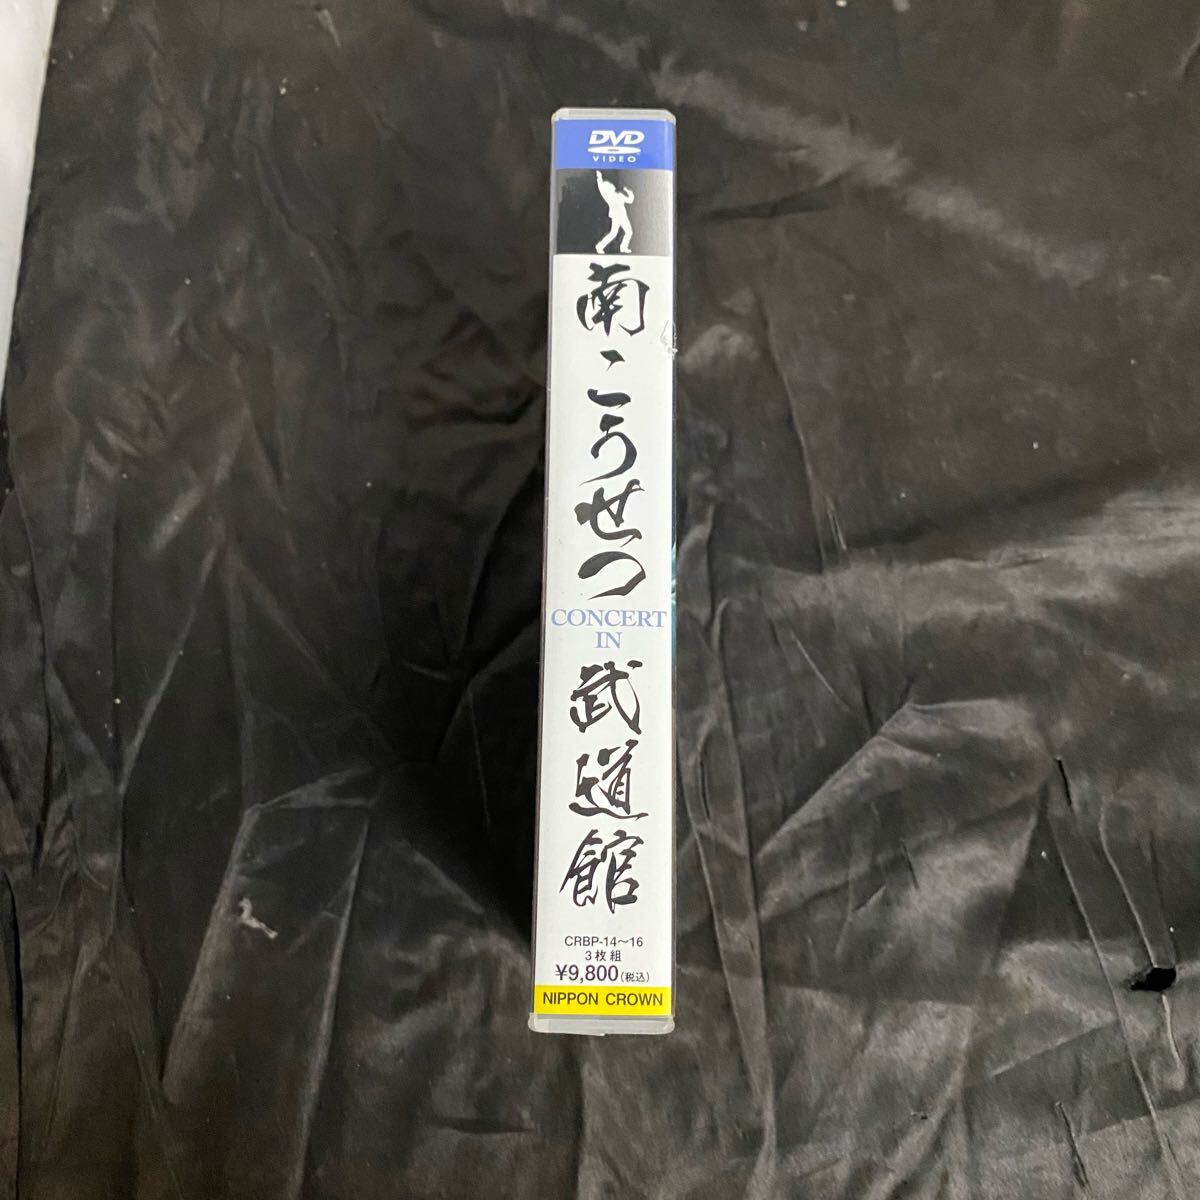 DVD
VIDEO
南こうせつ
CONCERT
IN
武道館
CRBP-14〜16
3枚組
¥9,800(税込)
NIPPON CROWN